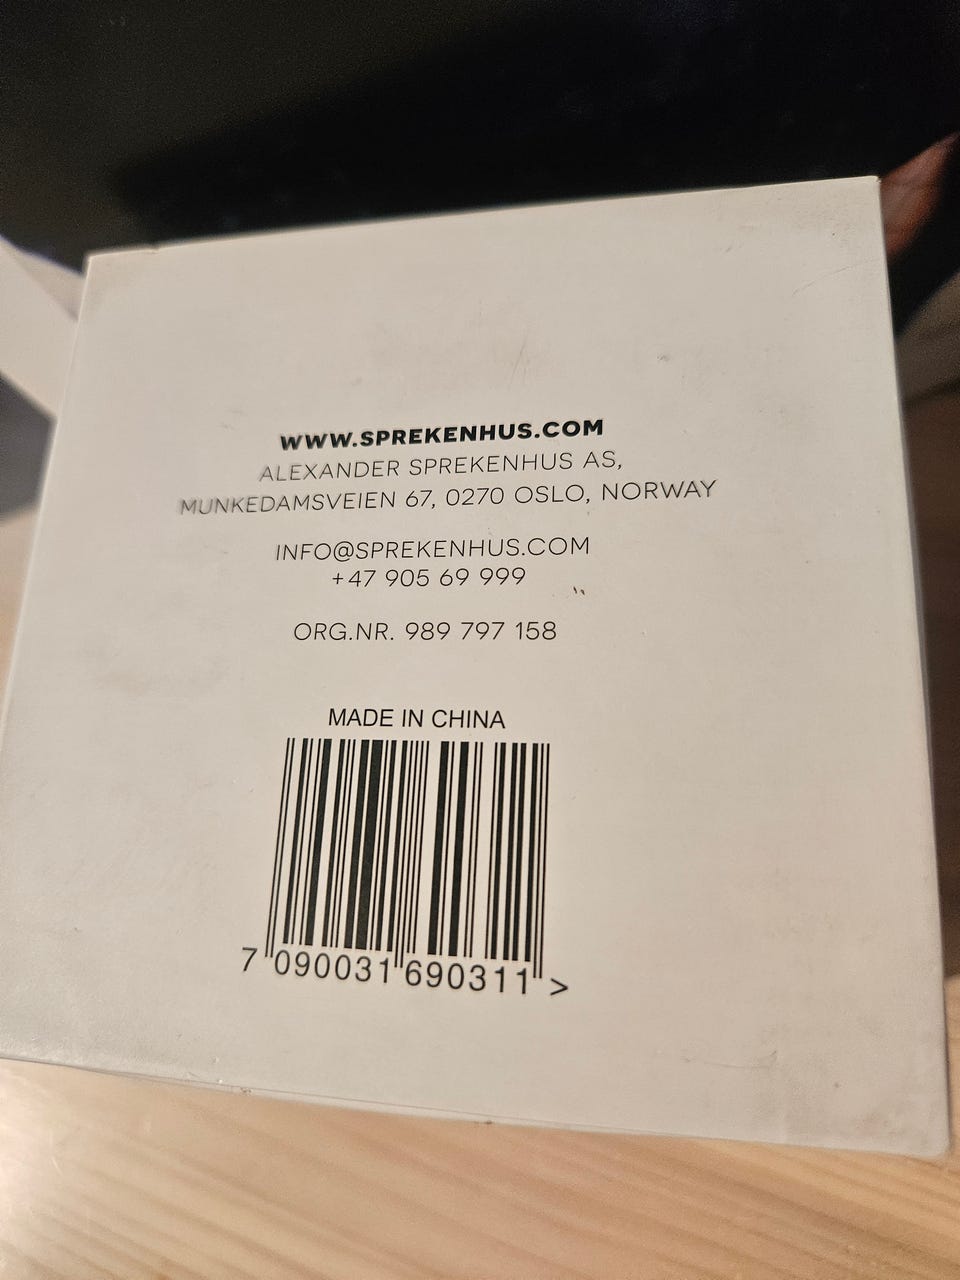 WWW.SPREKENHUS.COM
ALEXANDER SPREKENHUS AS,
MUNKEDAMSVEIEN 67, 0270 OSLO, NORWAY
INFO@SPREKENHUS.COM
+47 905 69 999
ORG.NR. 989 797 158
MADE IN CHINA
7 090031 690311 >